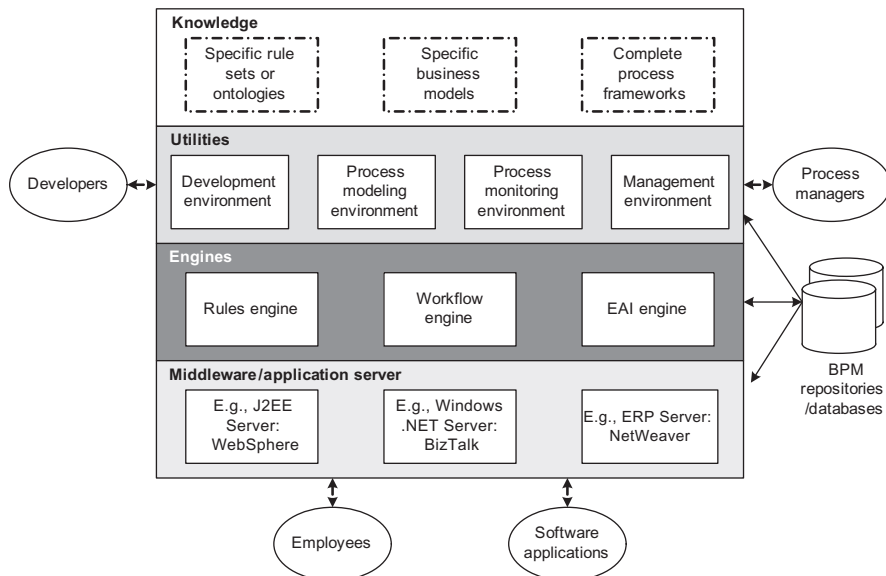 Knowledge
Specific rule
sets or
ontologies
Specific
business
models
Complete
process
frameworks
Utilities
Developers
Development
environment
Process
modeling
environment
Process
monitoring
environment
Management
environment
Process
managers
Engines
Rules engine
Workflow
engine
EAI engine
BPM
repositories
/databases
Middleware/application server
E.g., J2EE
Server:
WebSphere
E.g., Windows
.NET Server:
BizTalk
E.g., ERP Server:
NetWeaver
Employees
Software
applications